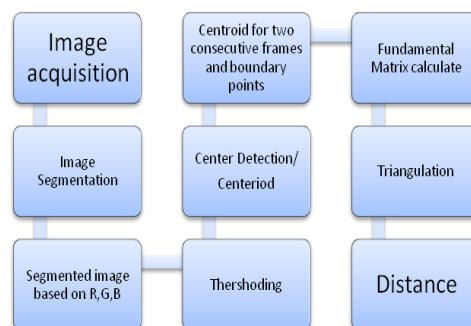 Image
acquisition
Image
Segmentation
Segmented image
based on R,G,B
Thershoding
Center Detection/
Centeriod
Centroid for two
consecutive frames
and boundary
points
Fundamental
Matrix calculate
Triangulation
Distance